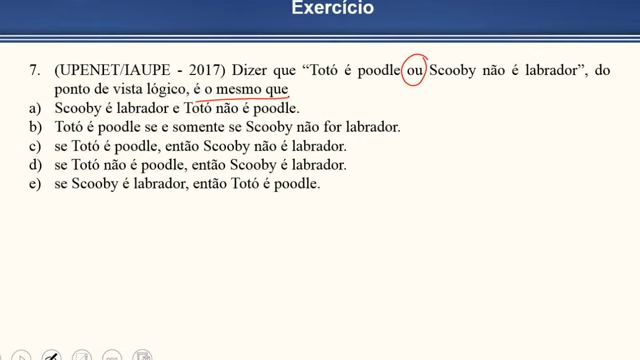 Exercício
7. (UPENET/IAUPE - 2017) Dizer que “Totó é poodle ou Scooby não é labrador”, do
ponto de vista lógico, é o mesmo que
a) Scooby é labrador e Totó não é poodle.
b) Totó é poodle se e somente se Scooby não for labrador.
c) se Totó é poodle, então Scooby não é labrador.
d) se Totó não é poodle, então Scooby é labrador.
e) se Scooby é labrador, então Totó é poodle.